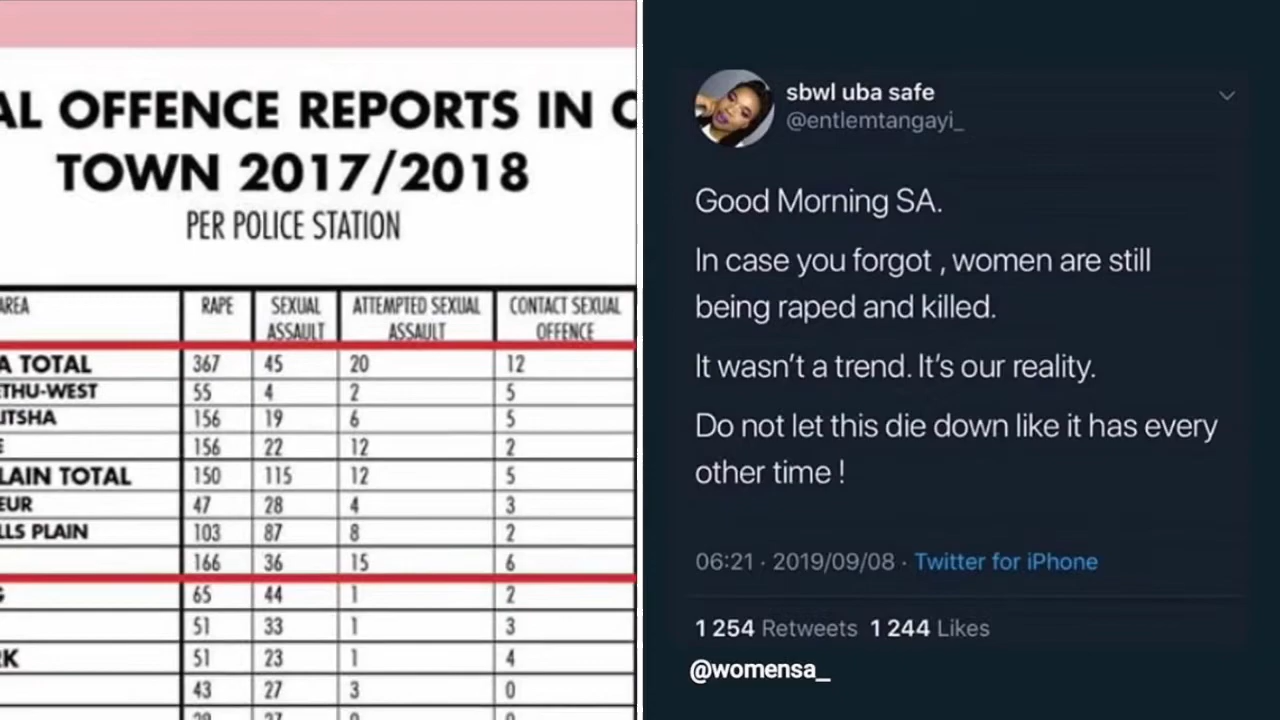 AL OFFENCE REPORTS IN C
TOWN 2017/2018
PER POLICE STATION
AREA RAPE SEXUAL ASSAULT ATTEMPTED SEXUAL ASSAULT CONTACT SEXUAL OFFENCE
A TOTAL 367 45 20 12
ETHU-WEST 55 4 2 5
ITSHA 156 19 6 5
E 156 22 12 2
LAIN TOTAL 150 115 12 5
EUR 47 28 4 3
LLS PLAIN 103 87 8 2
166 36 15 6
G 65 44 1 2
51 33 1 3
RK 51 23 1 4
43 27 3 0
sbwl uba safe
@entlemtangayi_
Good Morning SA.
In case you forgot , women are still
being raped and killed.
It wasn't a trend. It's our reality.
Do not let this die down like it has every
other time !
06:21 · 2019/09/08 · Twitter for iPhone
1 254 Retweets 1 244 Likes
@womensa_